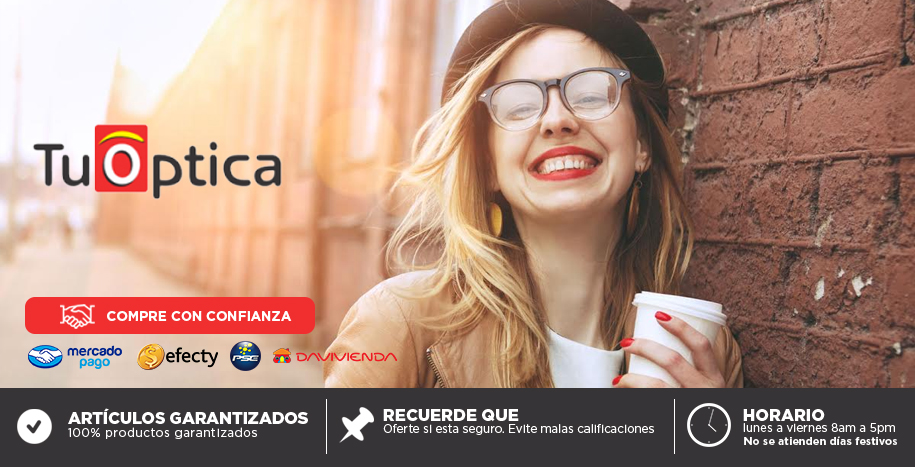 TuOptica
COMPRE CON CONFIANZA
mercado
pago
efecty
PSE
DAVIVIENDA
ARTÍCULOS GARANTIZADOS
100% productos garantizados
RECUERDE QUE
Oferte si esta seguro. Evite malas calificaciones
HORARIO
lunes a viernes 8am a 5pm
No se atienden días festivos